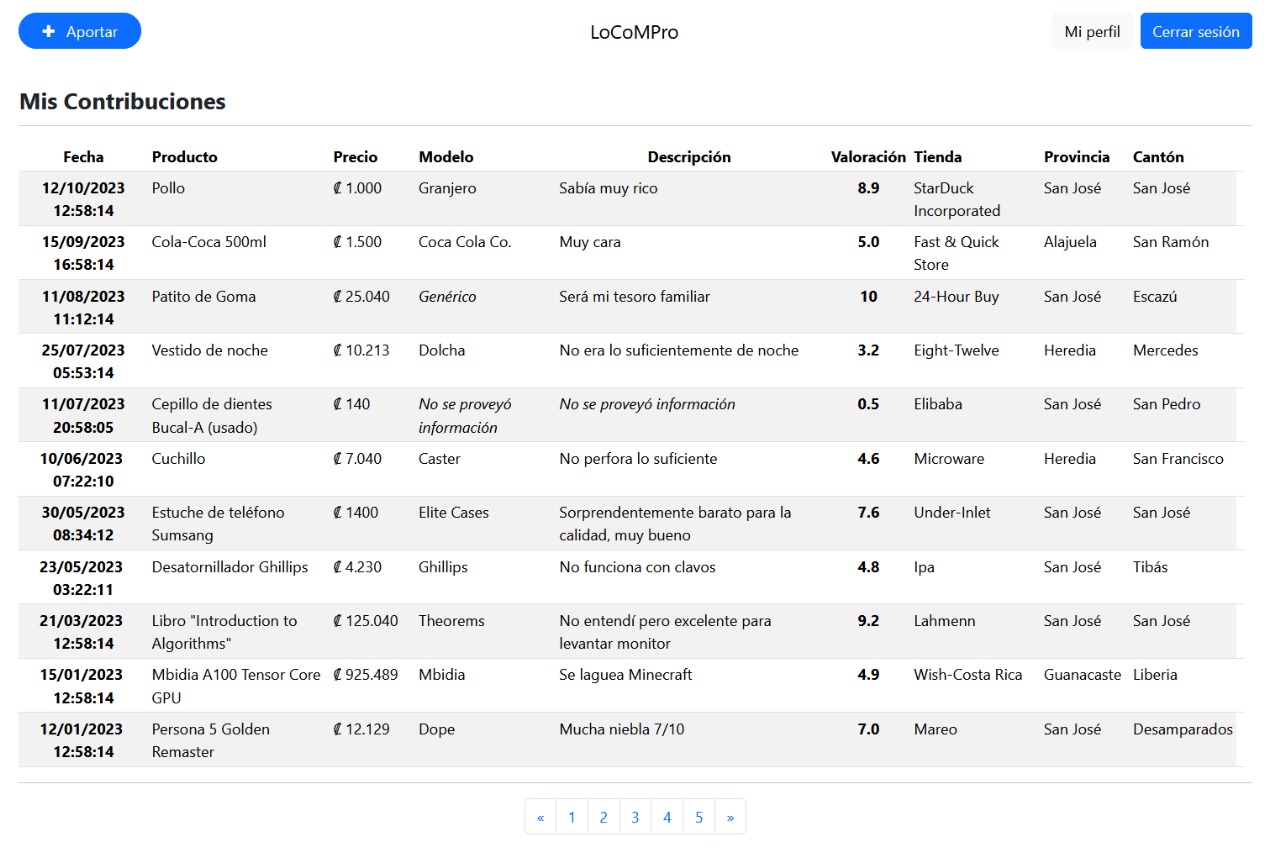 + Aportar LoCoMPro Mi perfil Cerrar sesión
Mis Contribuciones
Fecha Producto Precio Modelo Descripción Valoración Tienda Provincia Cantón
12/10/2023 Pollo ₡ 1.000 Granjero Sabía muy rico 8.9 StarDuck San José San José
12:58:14 Incorporated
15/09/2023 Cola-Coca 500ml ₡ 1.500 Coca Cola Co. Muy cara 5.0 Fast & Quick Alajuela San Ramón
16:58:14 Store
11/08/2023 Patito de Goma ₡ 25.040 Genérico Será mi tesoro familiar 10 24-Hour Buy San José Escazú
11:12:14
25/07/2023 Vestido de noche ₡ 10.213 Dolcha No era lo suficientemente de noche 3.2 Eight-Twelve Heredia Mercedes
05:53:14
11/07/2023 Cepillo de dientes ₡ 140 No se proveyó No se proveyó información 0.5 Elibaba San José San Pedro
20:58:05 Bucal-A (usado) información
10/06/2023 Cuchillo ₡ 7.040 Caster No perfora lo suficiente 4.6 Microware Heredia San Francisco
07:22:10
30/05/2023 Estuche de teléfono ₡ 1400 Elite Cases Sorprendentemente barato para la 7.6 Under-Inlet San José San José
08:34:12 Sumsang calidad, muy bueno
23/05/2023 Desatornillador Ghillips ₡ 4.230 Ghillips No funciona con clavos 4.8 Ipa San José Tibás
03:22:11
21/03/2023 Libro "Introduction to ₡ 125.040 Theorems No entendí pero excelente para 9.2 Lahmenn San José San José
12:58:14 Algorithms" levantar monitor
15/01/2023 Mbidia A100 Tensor Core ₡ 925.489 Mbidia Se laguea Minecraft 4.9 Wish-Costa Rica Guanacaste Liberia
12:58:14 GPU
12/01/2023 Persona 5 Golden ₡ 12.129 Dope Mucha niebla 7/10 7.0 Mareo San José Desamparados
12:58:14 Remaster
« 1 2 3 4 5 »